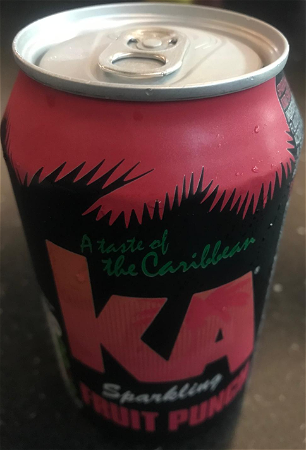 A taste of
the Caribbean
KA
Sparkling
FRUIT PUNCH